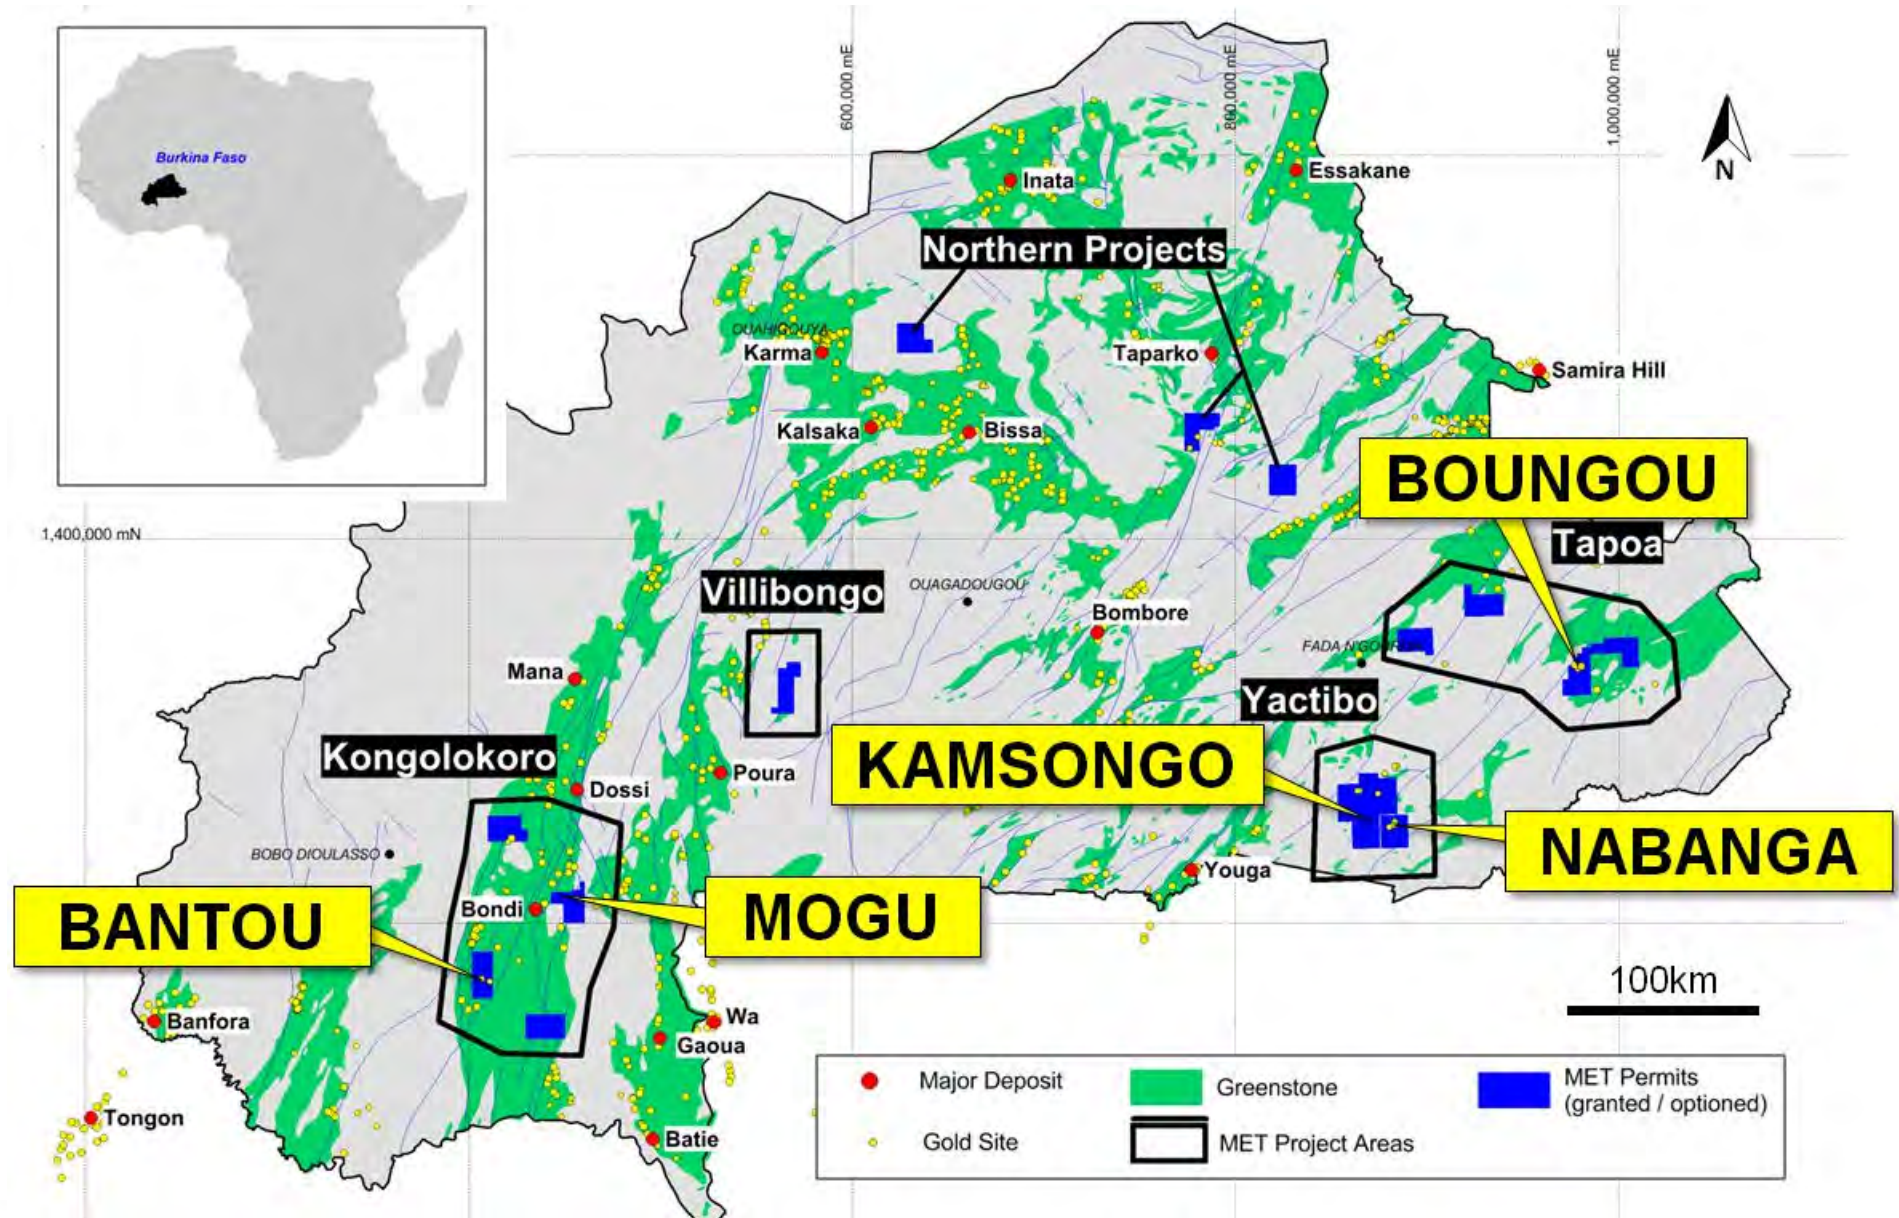 600,000 mE
800,000 mE
1,000,000 mE
Burkina Faso
N
Inata
Essakane
Northern Projects
OUAHIGOUYA
Karma
Taparko
Samira Hill
Kalsaka
Bissa
BOUNGOU
1,400,000 mN
Tapoa
Villibongo
OUAGADOUGOU
Bombore
FADA N'GOURMA
Mana
Yactibo
Kongolokoro
KAMSONGO
Poura
Dossi
NABANGA
BOBO DIOULASSO
Youga
BANTOU
Bondi
MOGU
100km
Banfora
Wa
Gaoua
Tongon
Batie
Major Deposit
Greenstone
MET Permits
(granted / optioned)
Gold Site
MET Project Areas